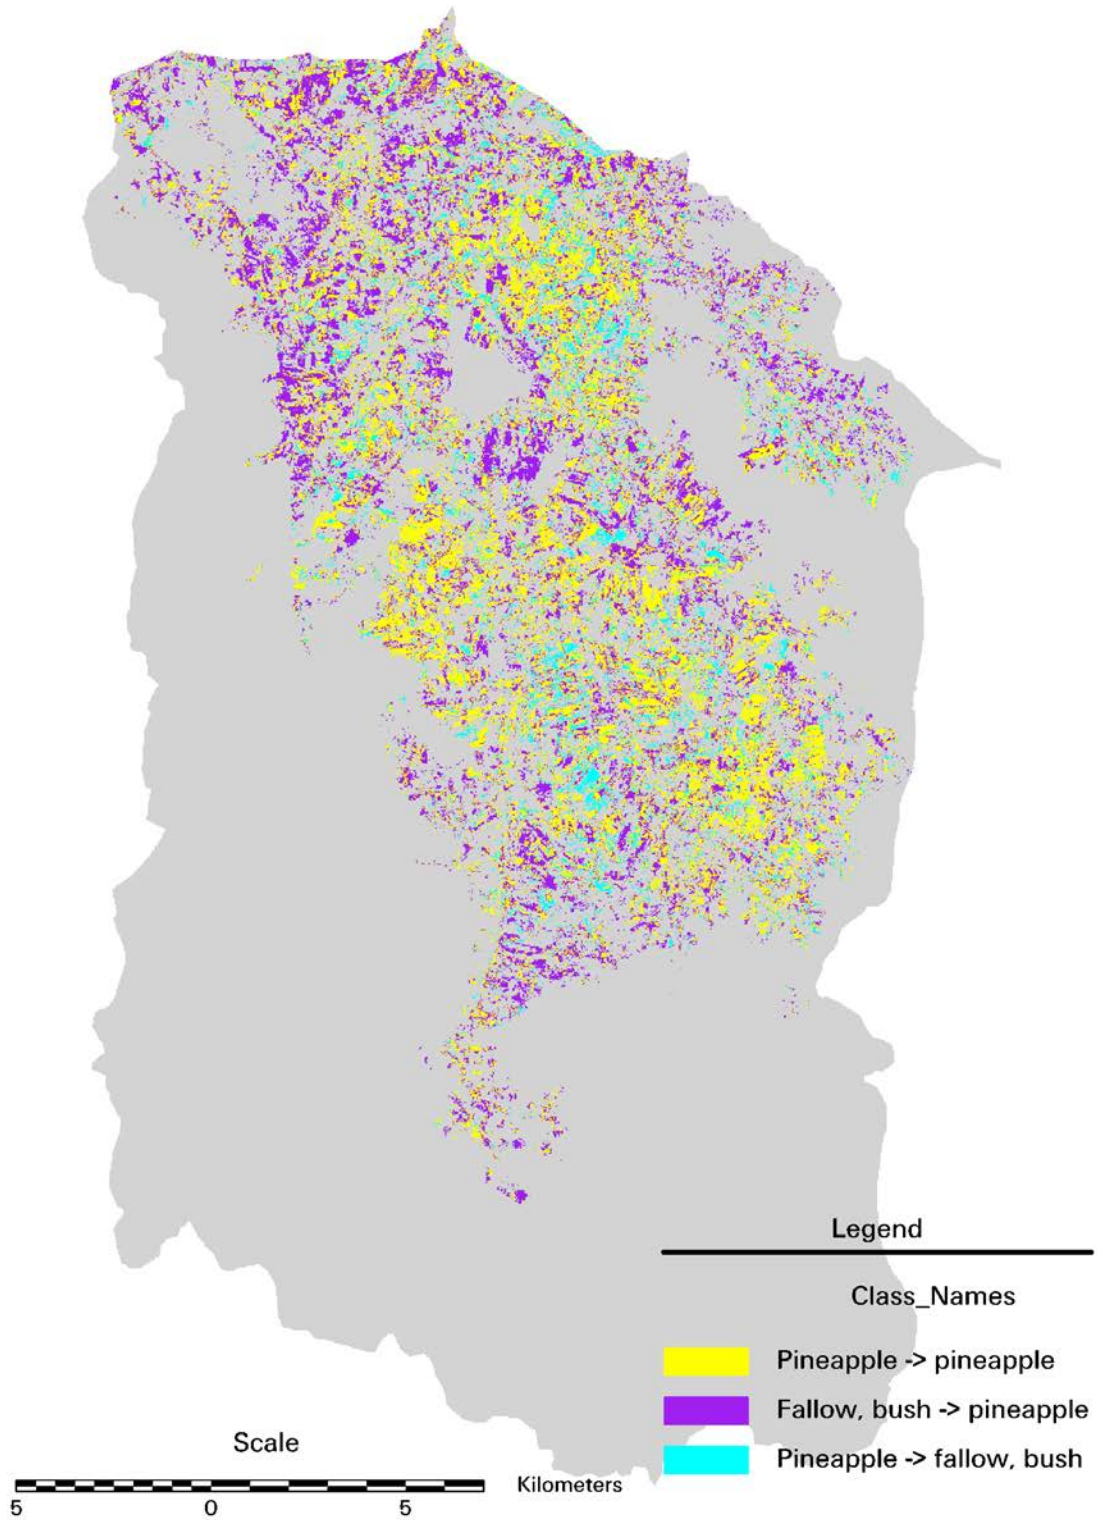 Legend
Class_Names
Pineapple -> pineapple
Fallow, bush -> pineapple
Pineapple -> fallow, bush
Scale
Kilometers
5 0 5